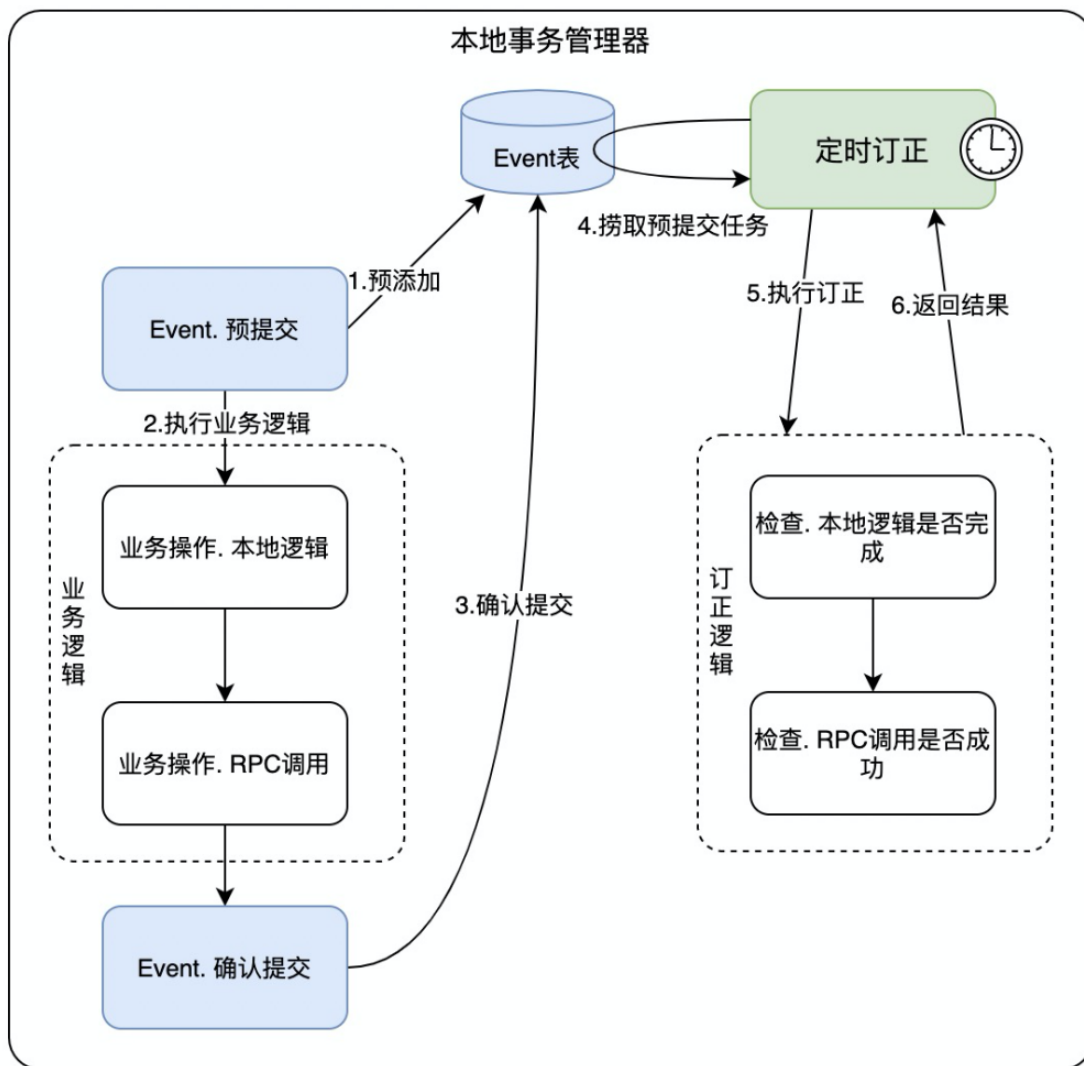 本地事务管理器
Event表
定时订正
4.捞取预提交任务
1.预添加
Event. 预提交
5.执行订正
6.返回结果
2.执行业务逻辑
业务操作. 本地逻辑
检查. 本地逻辑是否完
成
业务逻辑
3.确认提交
订正逻辑
业务操作. RPC调用
检查. RPC调用是否成
功
Event. 确认提交